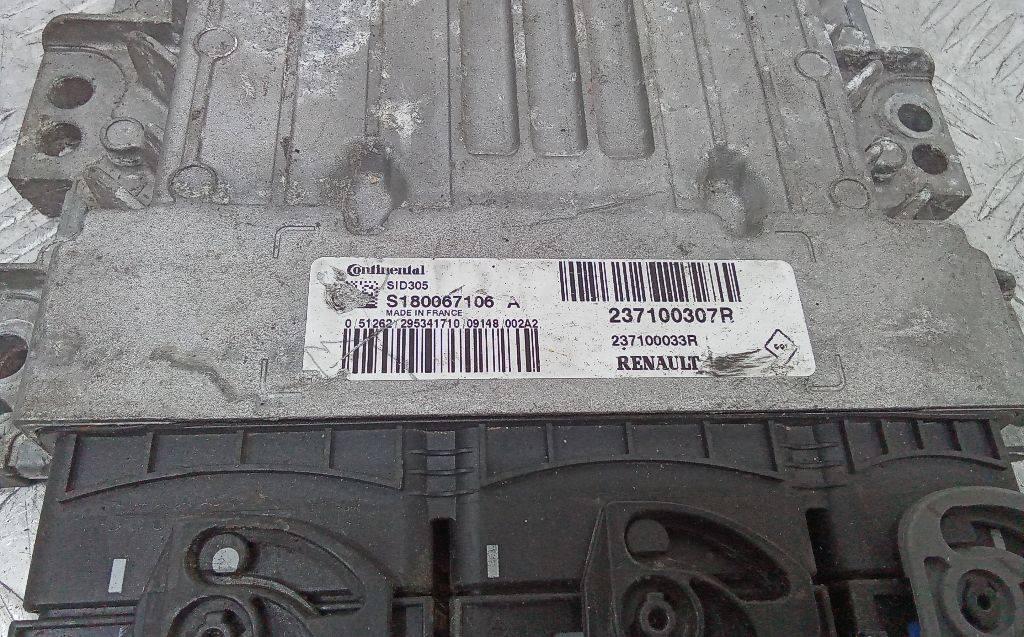 Continental
SID305
S180067106 A
MADE IN FRANCE
0 51262 295341710 09148 002A2
237100307R
237100033R
RENAULT